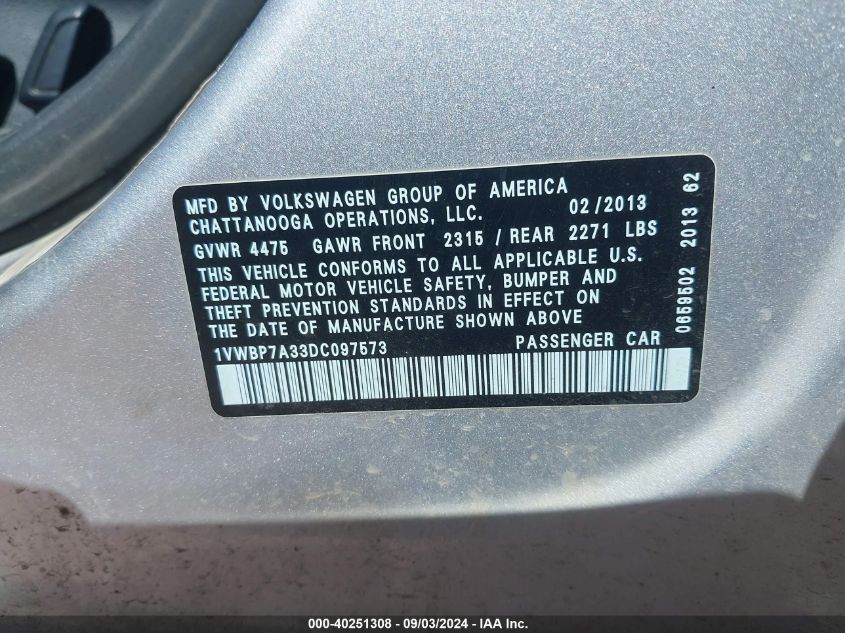 MFD BY VOLKSWAGEN GROUP OF AMERICA
CHATTANOOGA OPERATIONS, LLC. 02/2013
GVWR 4475 GAWR FRONT 2315 / REAR 2271 LBS
THIS VEHICLE CONFORMS TO ALL APPLICABLE U.S.
FEDERAL MOTOR VEHICLE SAFETY, BUMPER AND
THEFT PREVENTION STANDARDS IN EFFECT ON
THE DATE OF MANUFACTURE SHOWN ABOVE
1VWBP7A33DC097573 PASSENGER CAR
0659502 2013 62
000-40251308 - 09/03/2024 - IAA Inc.